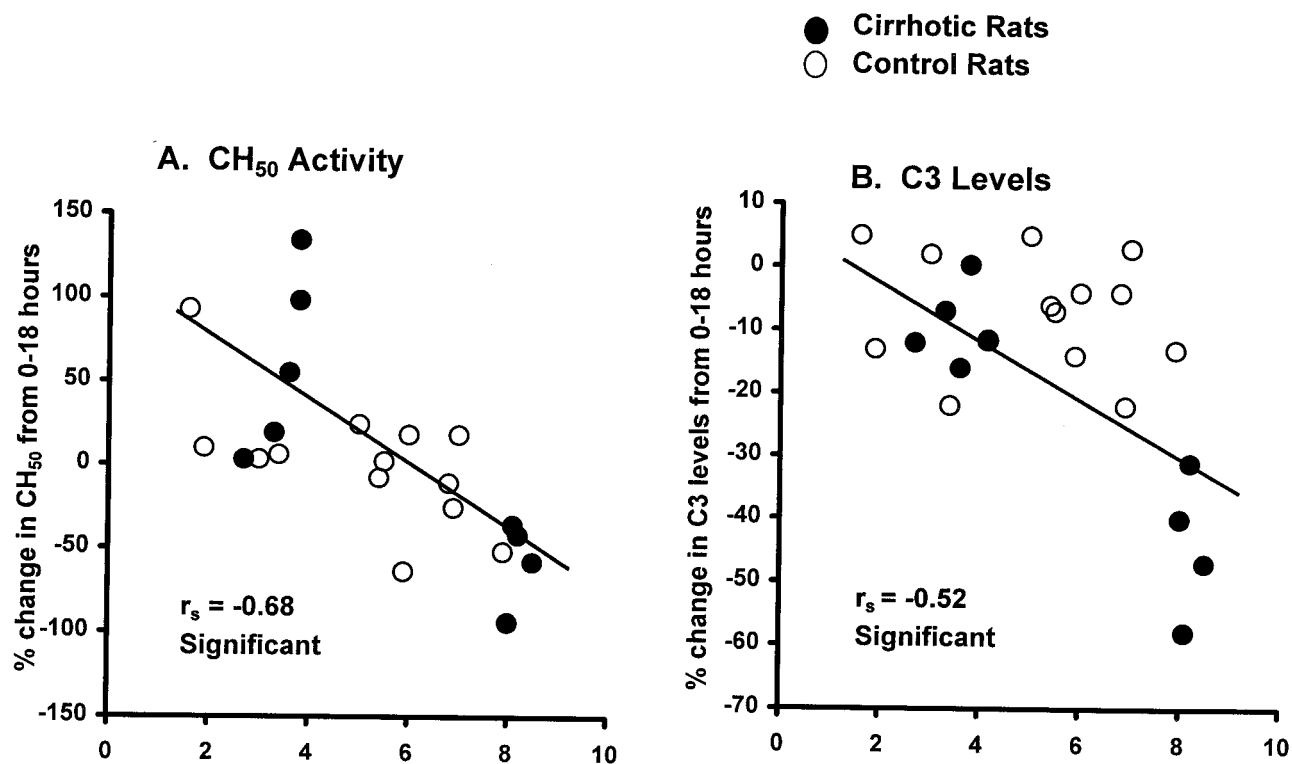 Cirrhotic Rats
Control Rats
A. CH50 Activity
% change in CH50 from 0-18 hours
150
100
50
0
-50
-100
-150
rs = -0.68
Significant
0 2 4 6 8 10
B. C3 Levels
% change in C3 levels from 0-18 hours
10
0
-10
-20
-30
-40
-50
-60
-70
rs = -0.52
Significant
0 2 4 6 8 10